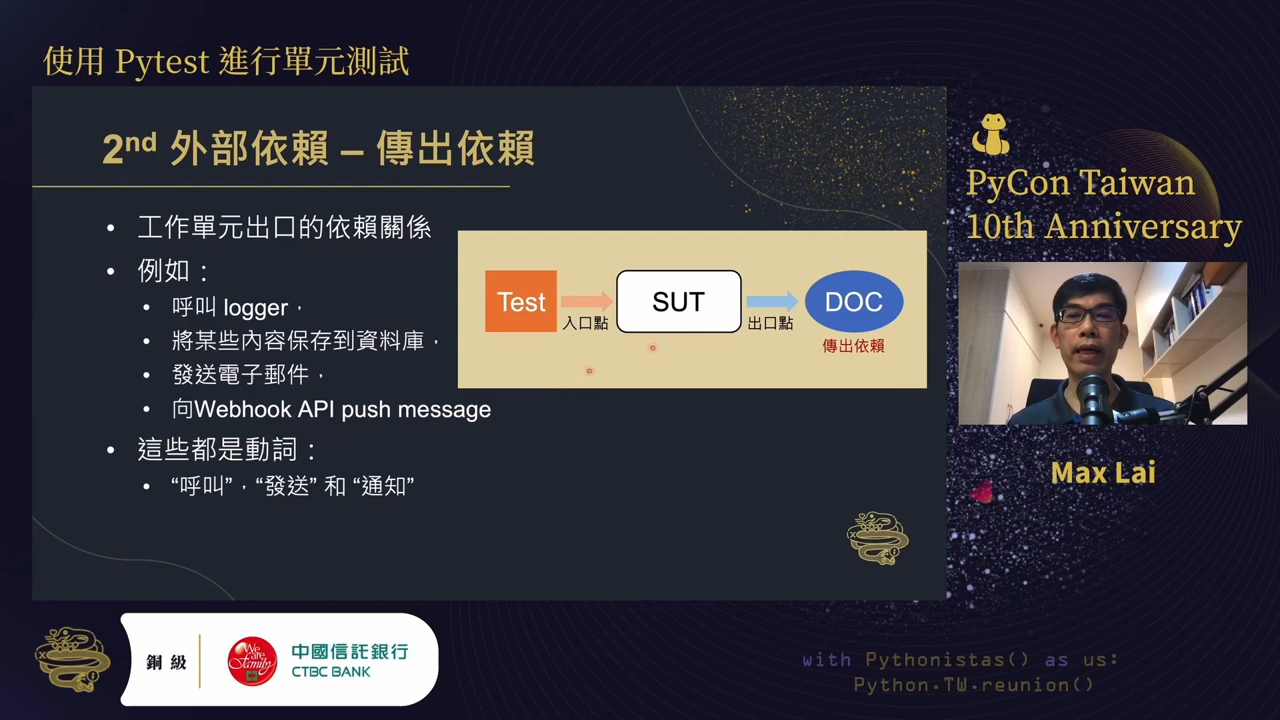 使用 Pytest 進行單元測試
2nd 外部依賴 – 傳出依賴
• 工作單元出口的依賴關係
• 例如：
• 呼叫 logger，
• 將某些內容保存到資料庫，
• 發送電子郵件，
• 向Webhook API push message
• 這些都是動詞：
• “呼叫”，“發送” 和 “通知”
Test
入口點
SUT
出口點
DOC
傳出依賴
PyCon Taiwan
10th Anniversary
Max Lai
銅級
We are Family
中國信託銀行
CTBC BANK
with Pythonistas() as us:
Python.TW.reunion()